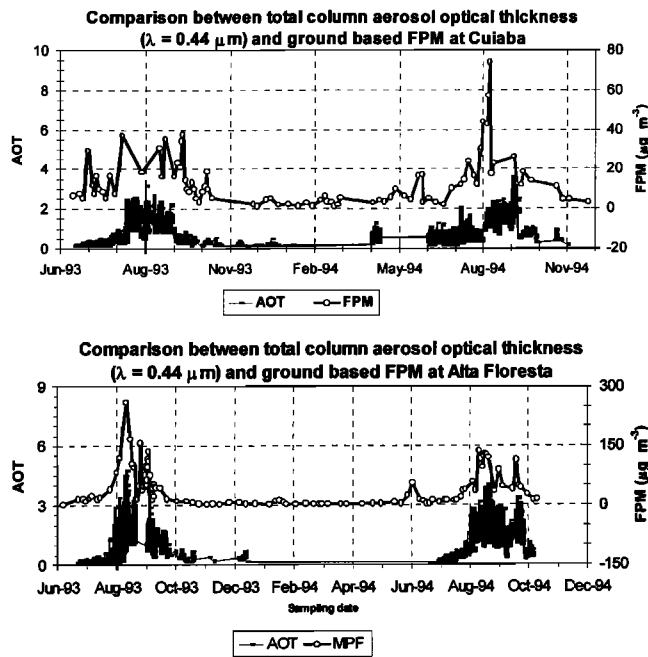 Comparison between total column aerosol optical thickness
(λ = 0.44 μm) and ground based FPM at Cuiaba
10
8
6
4
2
0
AOT
80
60
40
20
0
-20
FPM (μg m⁻³)
Jun-93 Aug-93 Nov-93 Feb-94 May-94 Aug-94 Nov-94
AOT FPM
Comparison between total column aerosol optical thickness
(λ = 0.44 μm) and ground based FPM at Alta Floresta
9
6
3
0
AOT
300
150
0
-150
FPM (μg m⁻³)
Jun-93 Aug-93 Oct-93 Dec-93 Feb-94 Apr-94 Jun-94 Aug-94 Oct-94 Dec-94
Sampling date
AOT MPF